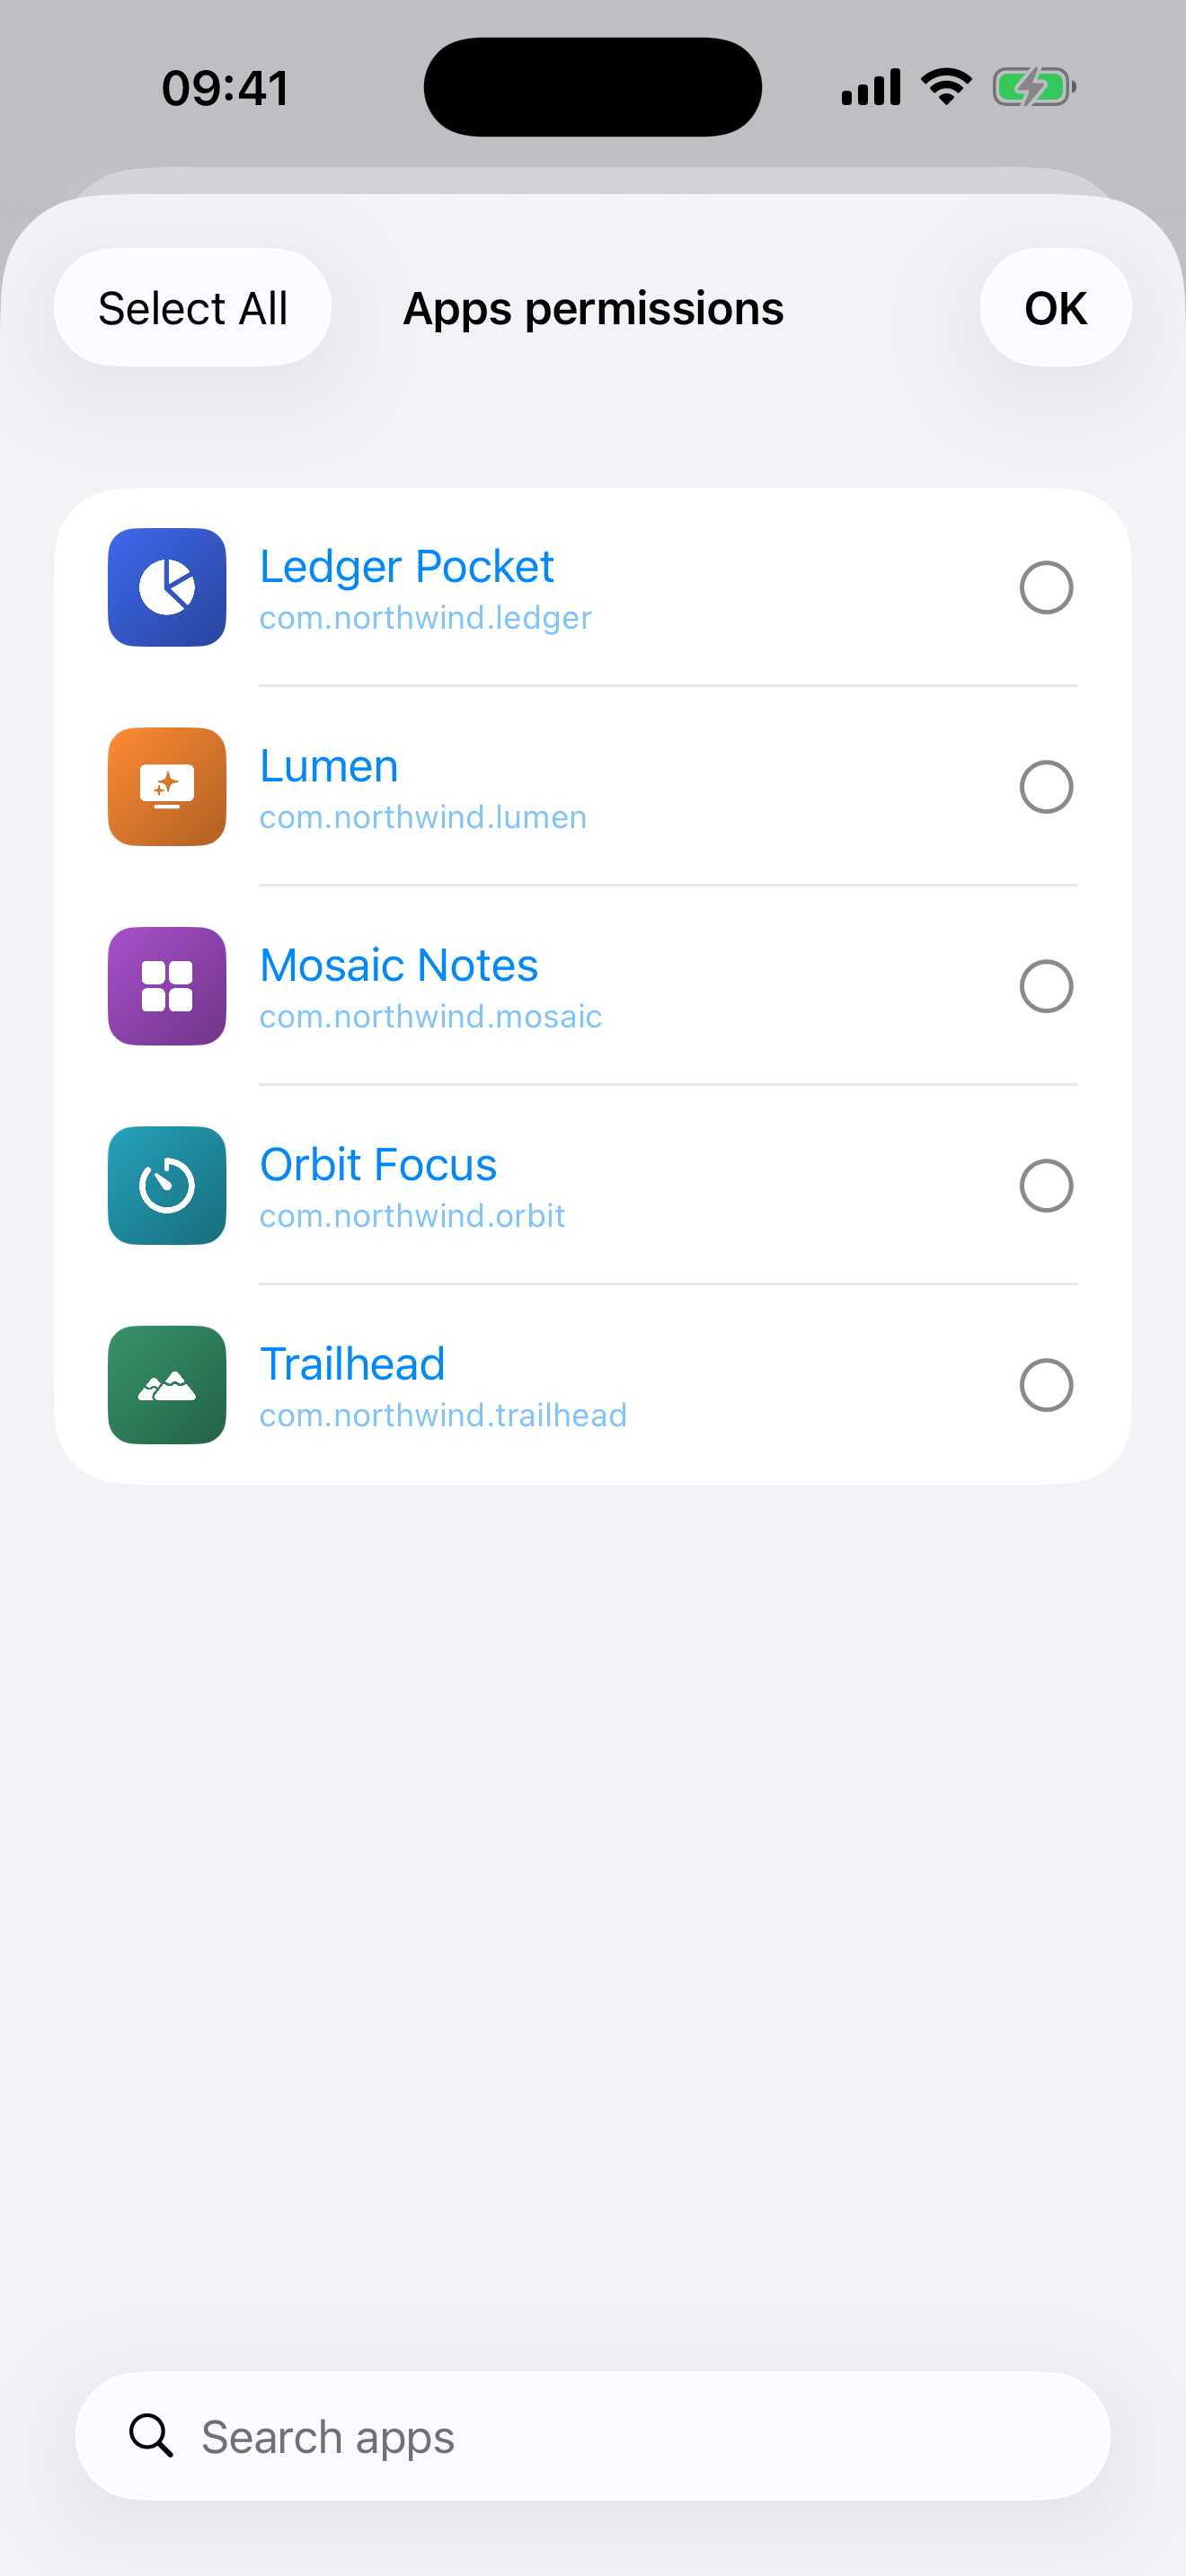 09:41
Select All
Apps permissions
OK
Ledger Pocket
com.northwind.ledger
Lumen
com.northwind.lumen
Mosaic Notes
com.northwind.mosaic
Orbit Focus
com.northwind.orbit
Trailhead
com.northwind.trailhead
Search apps